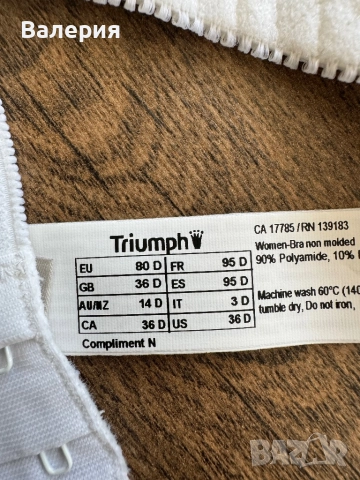 Валерия
Triumph
CA 17785 / RN 139183
Women-Bra non molded
90% Polyamide, 10%
Machine wash 60°C (140
tumble dry, Do not iron,
EU 80 D FR 95 D
GB 36 D ES 95 D
AU/NZ 14 D IT 3 D
CA 36 D US 36 D
Compliment N
BAZAR